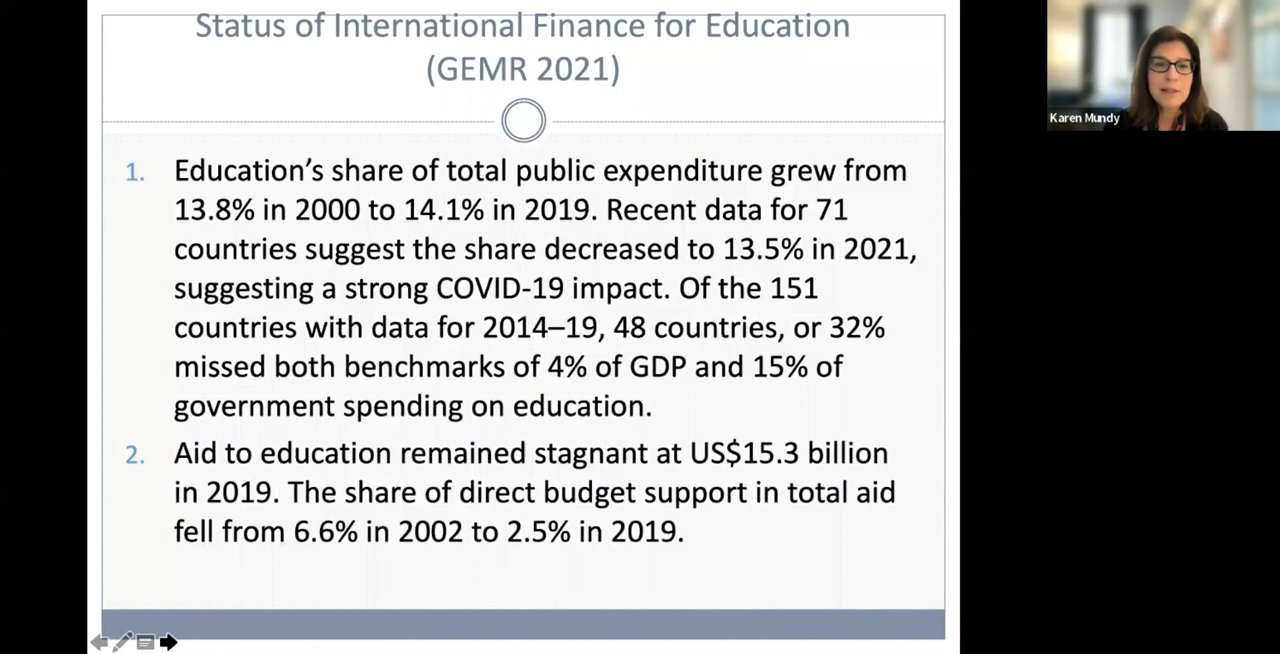 Status of International Finance for Education
(GEMR 2021)
1. Education’s share of total public expenditure grew from
13.8% in 2000 to 14.1% in 2019. Recent data for 71
countries suggest the share decreased to 13.5% in 2021,
suggesting a strong COVID-19 impact. Of the 151
countries with data for 2014–19, 48 countries, or 32%
missed both benchmarks of 4% of GDP and 15% of
government spending on education.
2. Aid to education remained stagnant at US$15.3 billion
in 2019. The share of direct budget support in total aid
fell from 6.6% in 2002 to 2.5% in 2019.
Karen Mundy